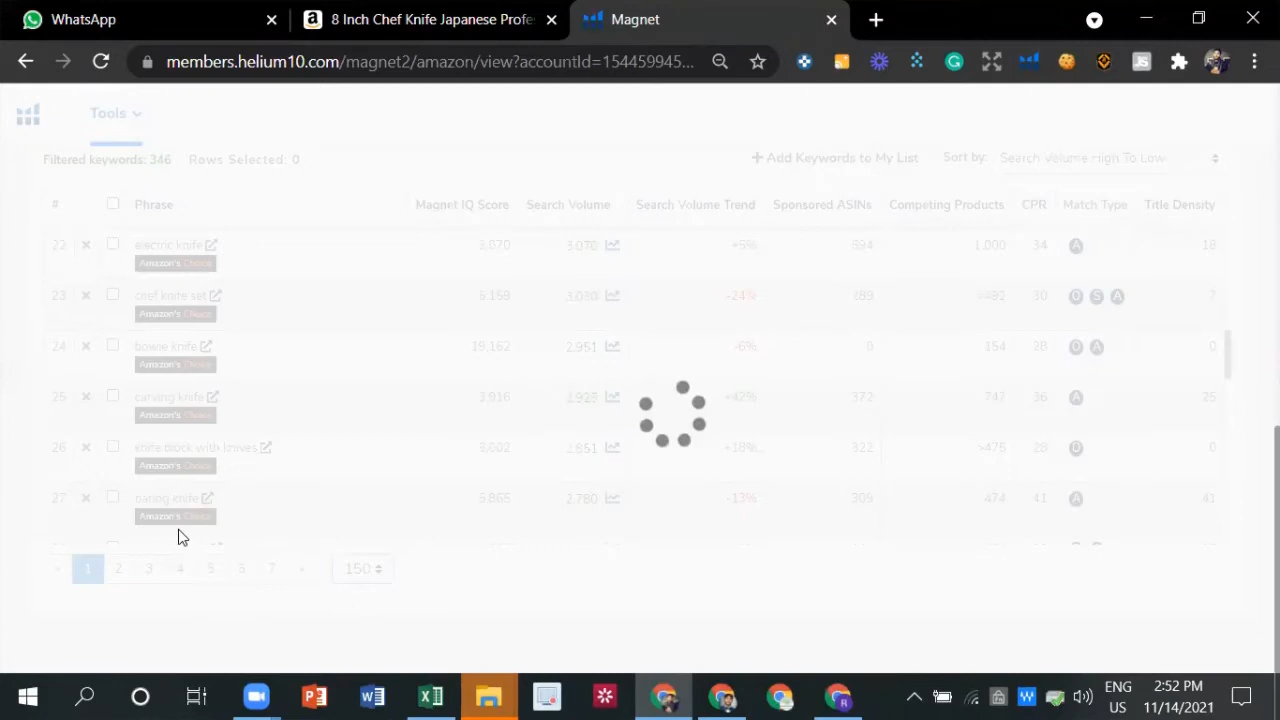 WhatsApp
8 Inch Chef Knife Japanese Profe
Magnet
members.helium10.com/magnet2/amazon/view?accountId=154459945...
Tools
Filtered keywords: 346 Rows Selected: 0
+ Add Keywords to My List
Sort by: Search Volume High To Low
# Phrase Magnet IQ Score Search Volume Search Volume Trend Sponsored ASINs Competing Products CPR Match Type Title Density
22 electric knife 3,070 3,070 +5% 594 1,000 34 A 18
Amazon's Choice
23 chef knife set 6,159 3,030 -24% 289 >492 30 O S A 7
Amazon's Choice
24 bowie knife 19,162 2,951 -6% 0 154 28 O A 0
Amazon's Choice
25 carving knife 3,916 2,925 +42% 372 747 36 A 25
Amazon's Choice
26 knife block with knives 6,002 2,851 +18% 322 >475 28 O 0
Amazon's Choice
27 paring knife 5,865 2,780 -13% 309 474 41 A 41
Amazon's Choice
« 1 2 3 4 5 6 7 » 150
ENG
US
2:52 PM
11/14/2021